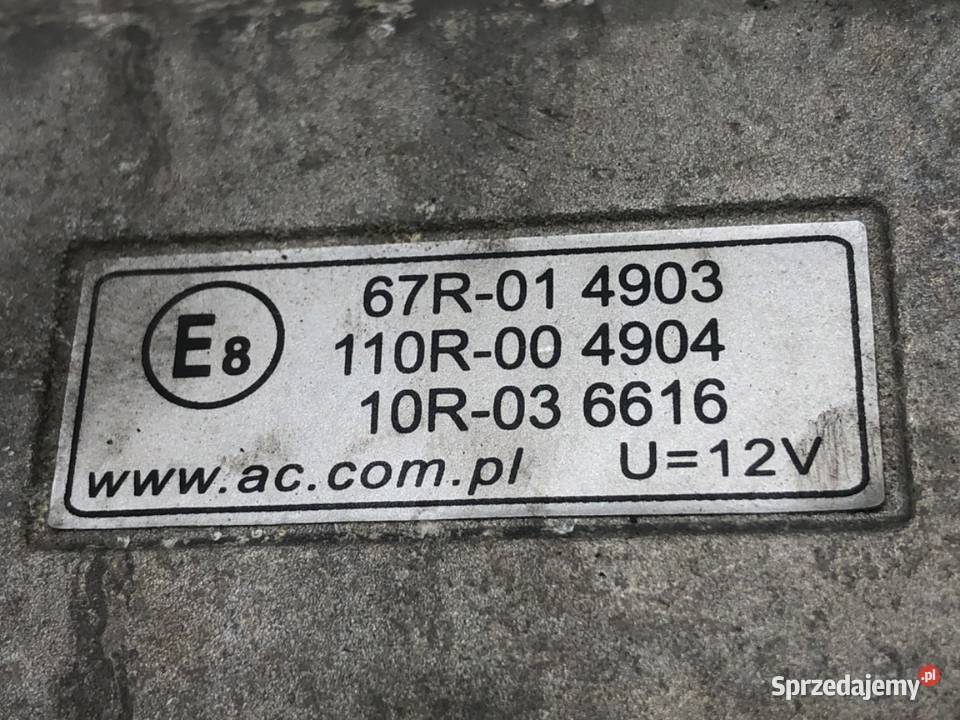 E8
67R-01 4903
110R-00 4904
10R-03 6616
www.ac.com.pl U=12V
Sprzedajemy.pl